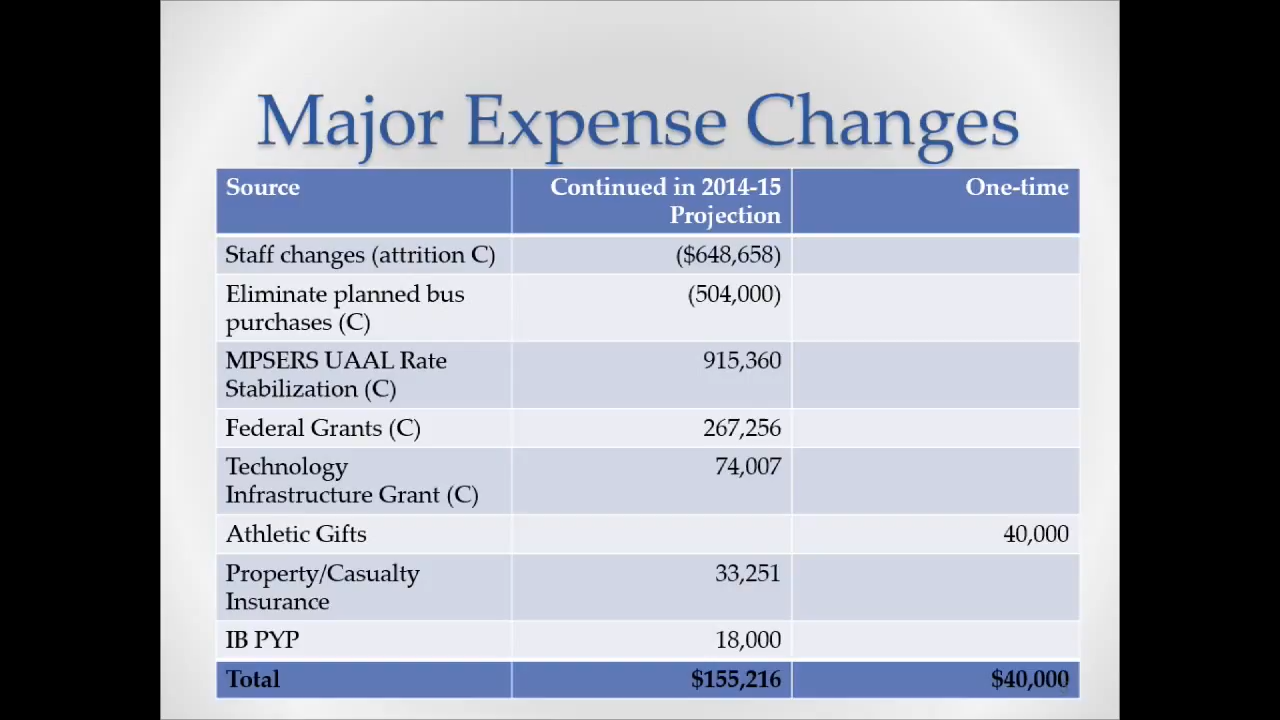 Major Expense Changes
Source
Continued in 2014-15
Projection
One-time
Staff changes (attrition C)
($648,658)
Eliminate planned bus
purchases (C)
(504,000)
MPSERS UAAL Rate
Stabilization (C)
915,360
Federal Grants (C)
267,256
Technology
Infrastructure Grant (C)
74,007
Athletic Gifts
40,000
Property/Casualty
Insurance
33,251
IB PYP
18,000
Total
$155,216
$40,000